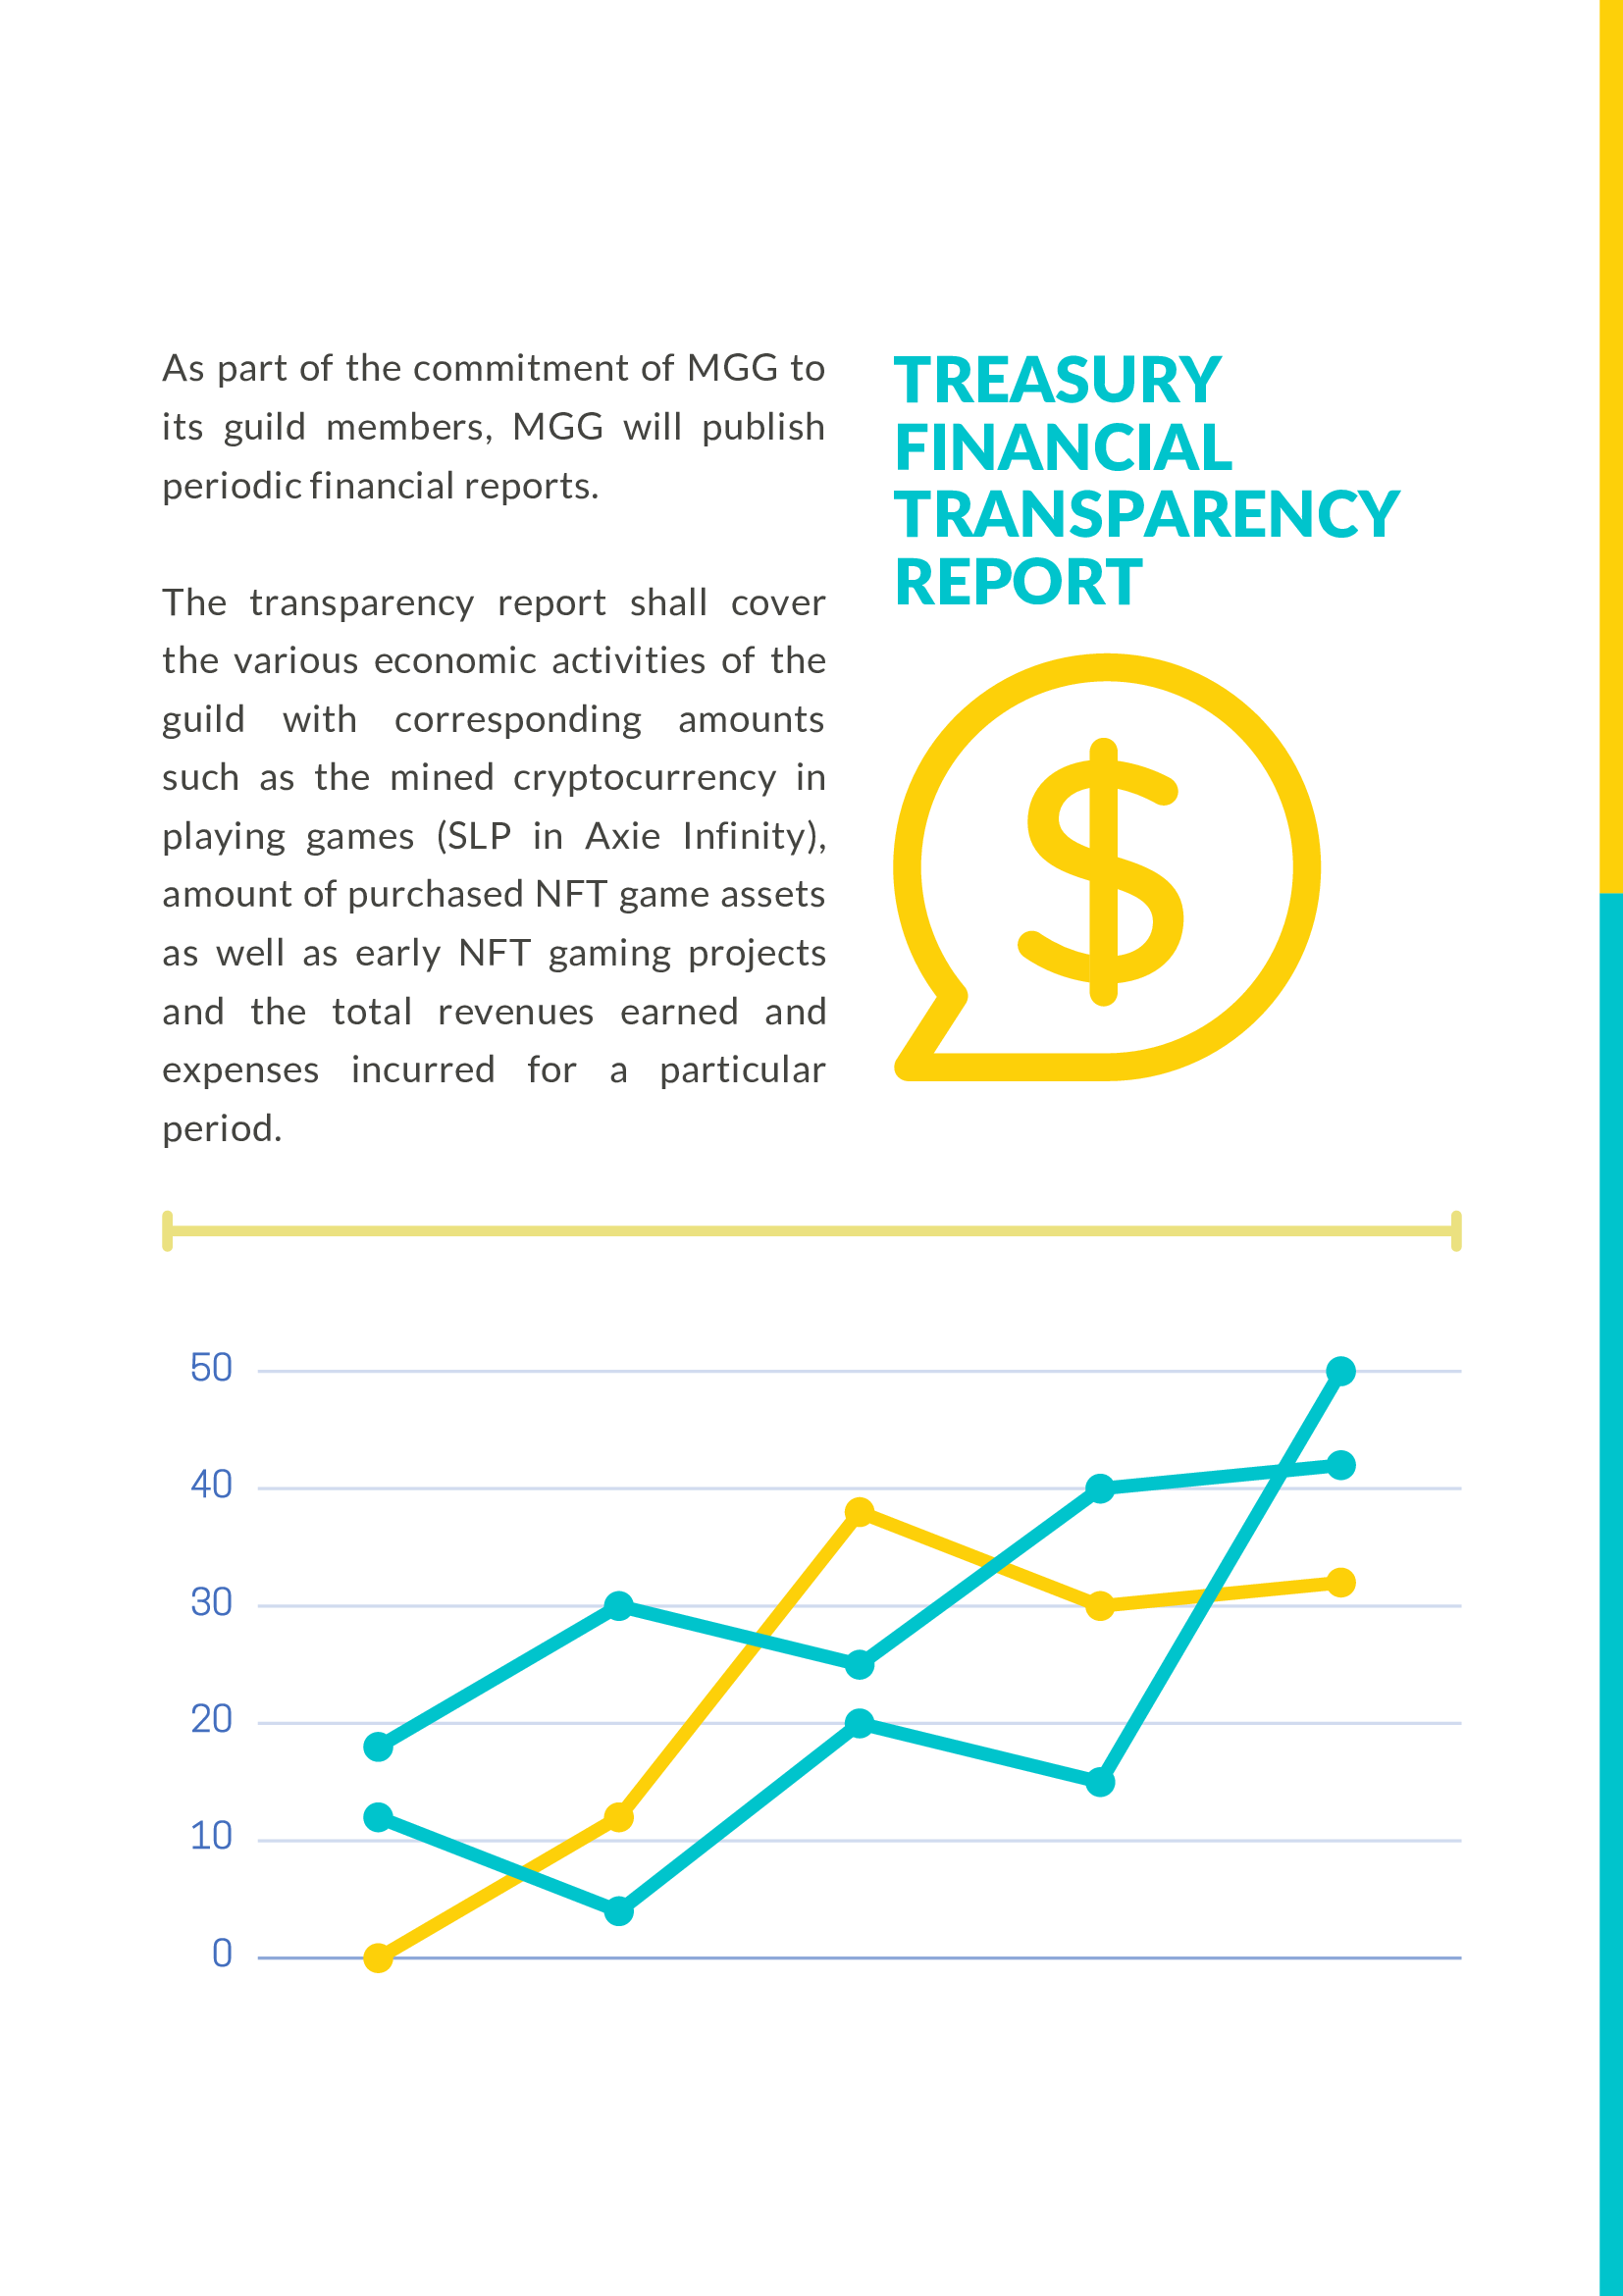 As part of the commitment of MGG to
its guild members, MGG will publish
periodic financial reports.
The transparency report shall cover
the various economic activities of the
guild with corresponding amounts
such as the mined cryptocurrency in
playing games (SLP in Axie Infinity),
amount of purchased NFT game assets
as well as early NFT gaming projects
and the total revenues earned and
expenses incurred for a particular
period.
TREASURY
FINANCIAL
TRANSPARENCY
REPORT
$
50
40
30
20
10
0